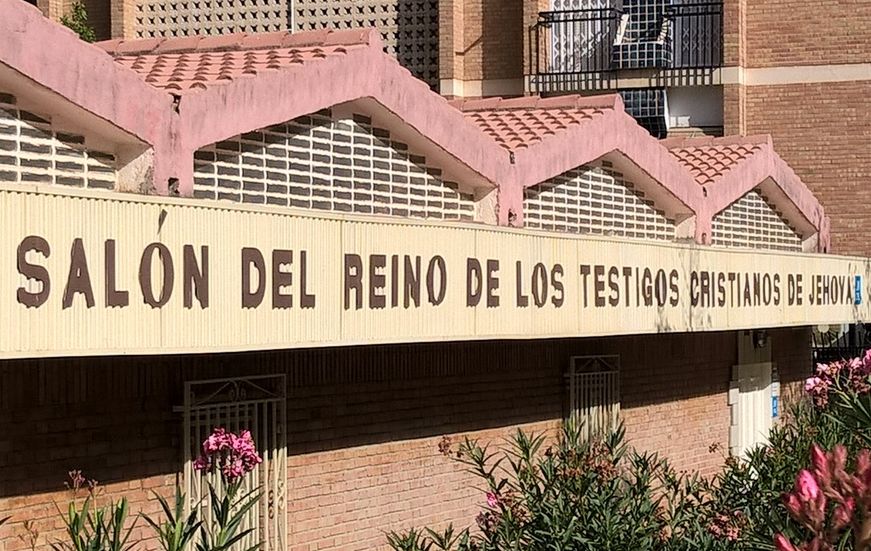 SALÓN DEL REINO DE LOS TESTIGOS CRISTIANOS DE JEHOVÁ